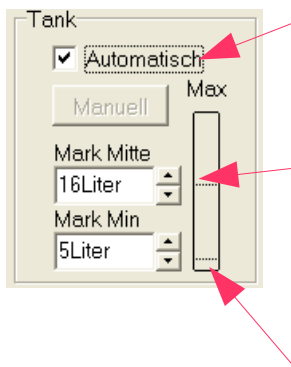 Tank
Automatisch
Manuell
Max
Mark Mitte
16Liter
Mark Min
5Liter